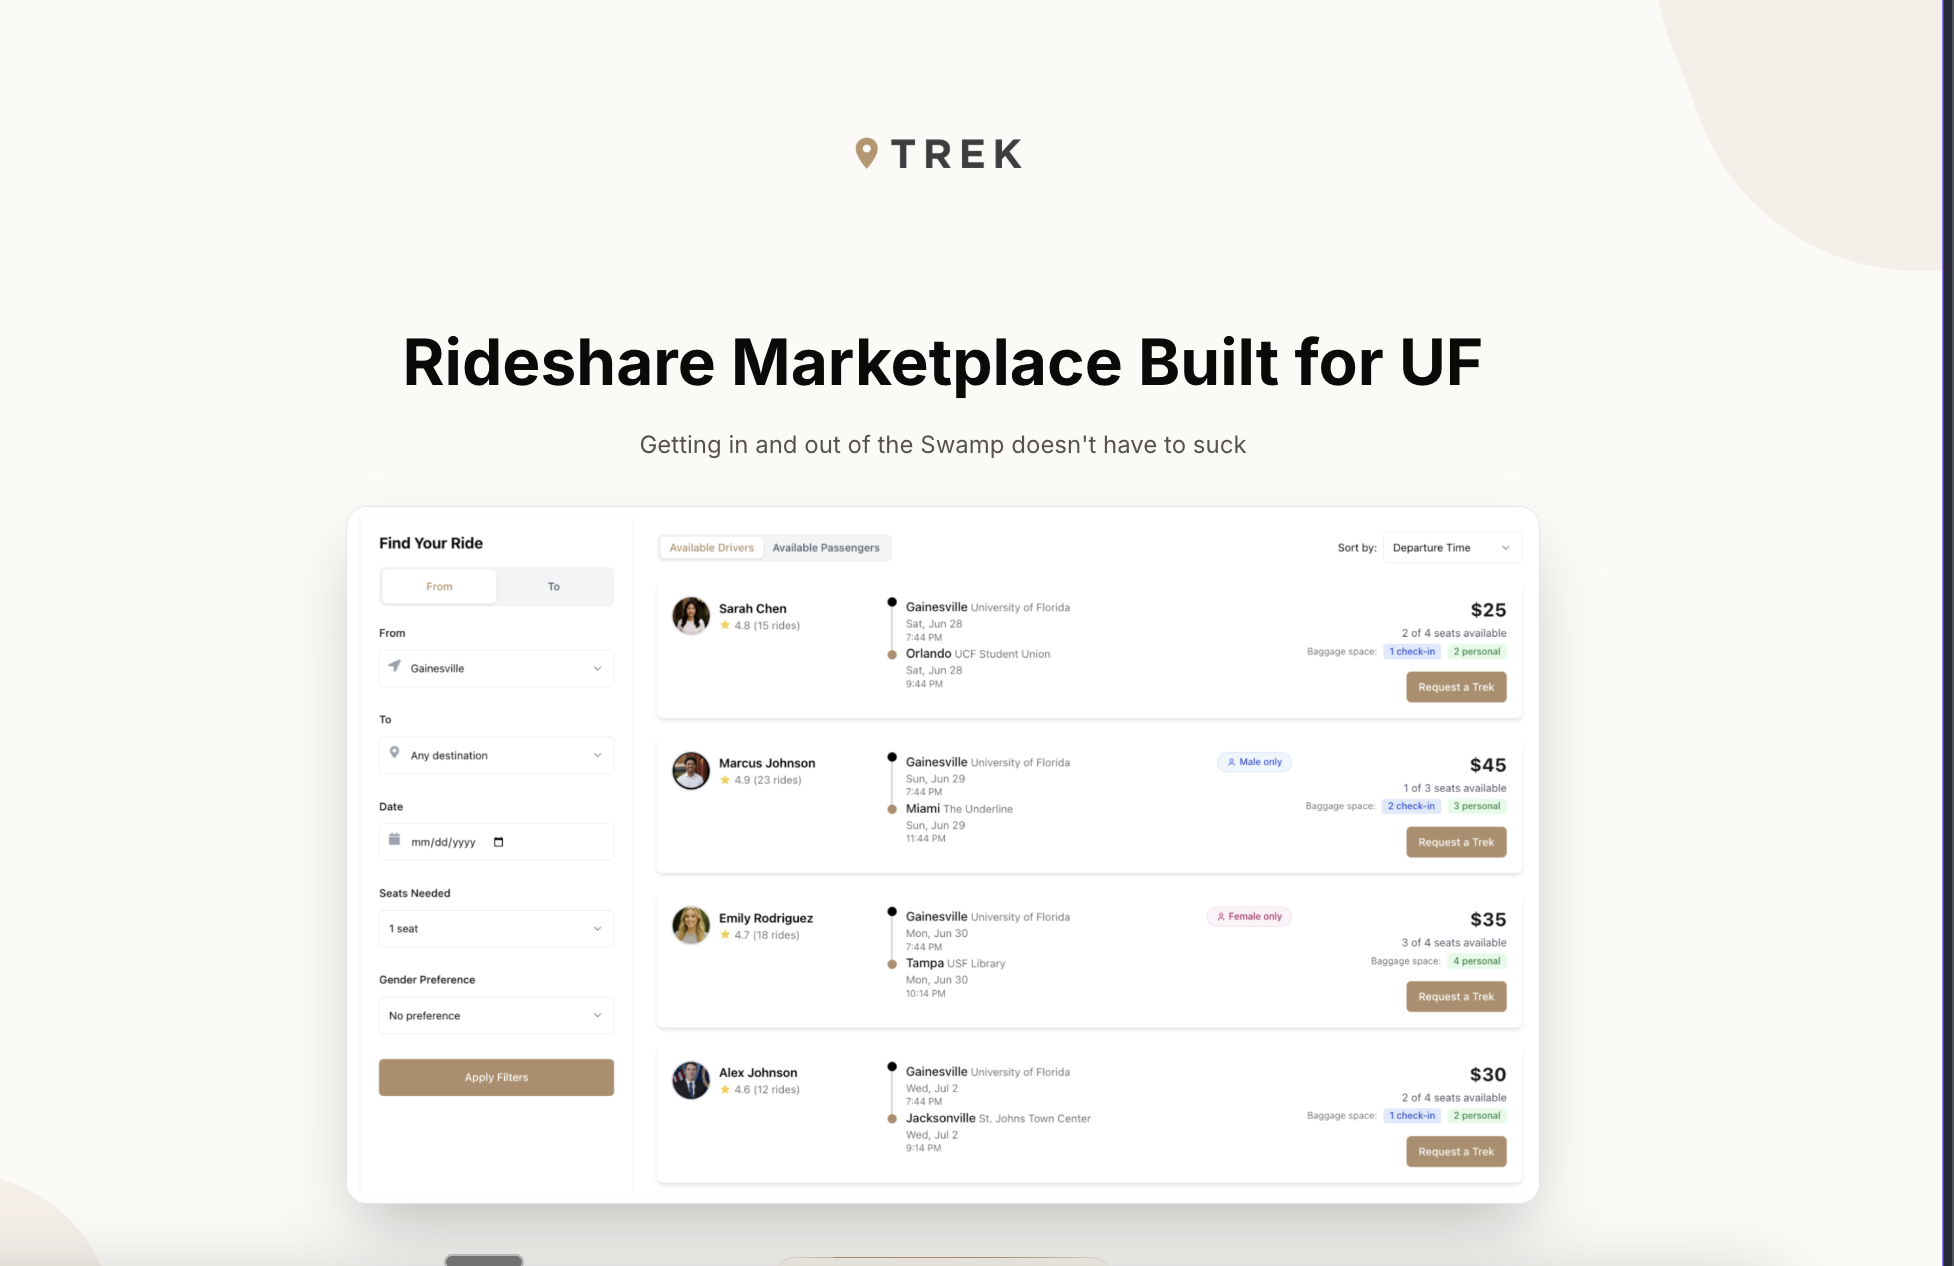 TREK
Rideshare Marketplace Built for UF
Getting in and out of the Swamp doesn't have to suck
Find Your Ride
From To
From
Gainesville
To
Any destination
Date
mm/dd/yyyy
Seats Needed
1 seat
Gender Preference
No preference
Apply Filters
Available Drivers Available Passengers
Sort by: Departure Time
Sarah Chen
4.8 (15 rides)
Gainesville University of Florida
Sat, Jun 28
7:44 PM
Orlando UCF Student Union
Sat, Jun 28
9:44 PM
$25
2 of 4 seats available
Baggage space: 1 check-in 2 personal
Request a Trek
Marcus Johnson
4.9 (23 rides)
Gainesville University of Florida
Sun, Jun 29
7:44 PM
Miami The Underline
Sun, Jun 29
11:44 PM
Male only
$45
1 of 3 seats available
Baggage space: 2 check-in 3 personal
Request a Trek
Emily Rodriguez
4.7 (18 rides)
Gainesville University of Florida
Mon, Jun 30
7:44 PM
Tampa USF Library
Mon, Jun 30
10:14 PM
Female only
$35
3 of 4 seats available
Baggage space: 4 personal
Request a Trek
Alex Johnson
4.6 (12 rides)
Gainesville University of Florida
Wed, Jul 2
7:44 PM
Jacksonville St. Johns Town Center
Wed, Jul 2
9:14 PM
$30
2 of 4 seats available
Baggage space: 1 check-in 2 personal
Request a Trek